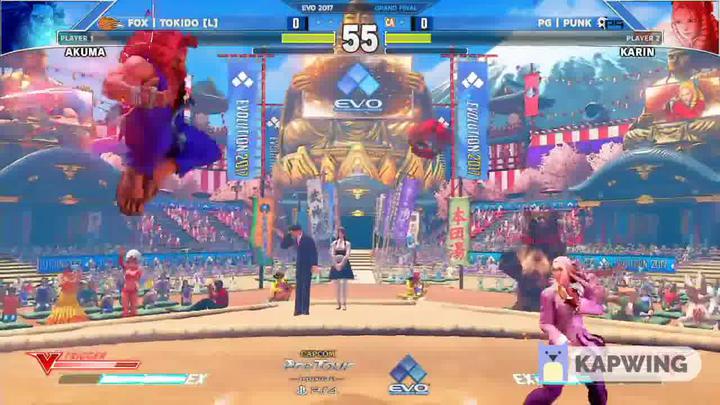 EVO 2017 GRAND FINAL
FOX | TOKIDO [L] 0 CA 0 PG | PUNK
PLAYER 1 55 PLAYER 2
AKUMA KARIN
EVO
EVOLUTION 2017
EVOLUTION 2017
本田湯
TRIGGER
EX
CAPCOM
PRO TOUR
PS4
EVO
EX
KAPWING